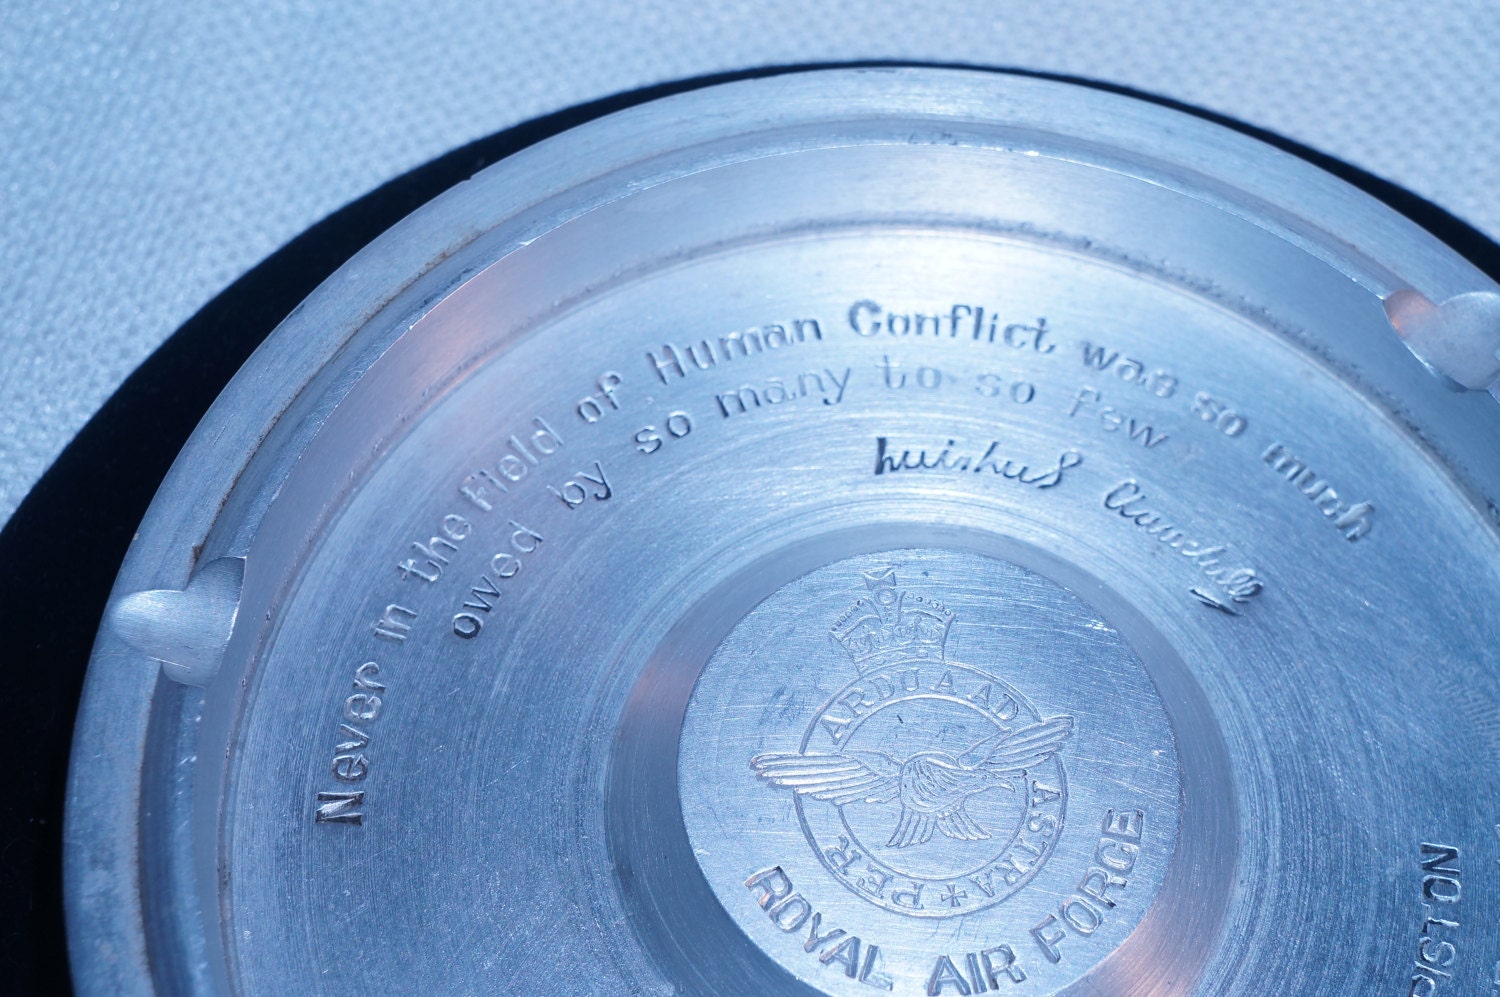 Never in the Field of Human Conflict was so much
owed by so many to so few
Winston Churchill
PER ARDUA AD ASTRA
ROYAL AIR FORCE
PISTON